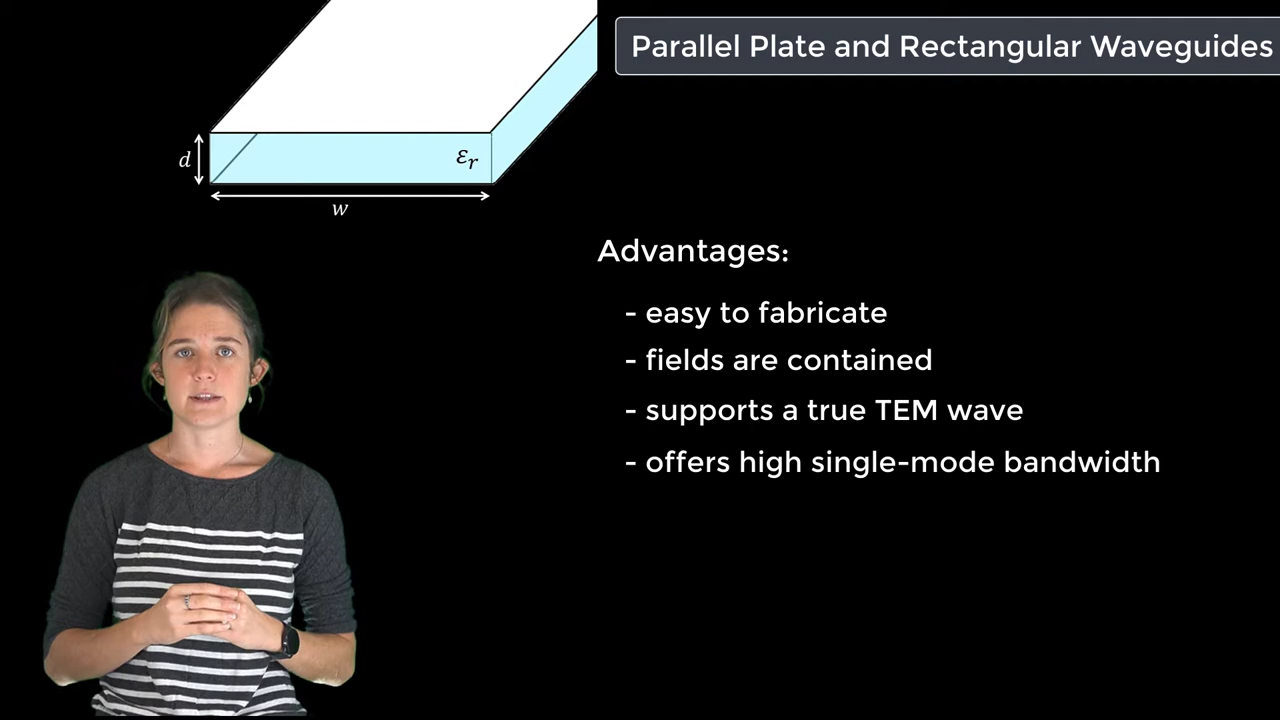 Parallel Plate and Rectangular Waveguides
d
εr
w
Advantages:
- easy to fabricate
- fields are contained
- supports a true TEM wave
- offers high single-mode bandwidth